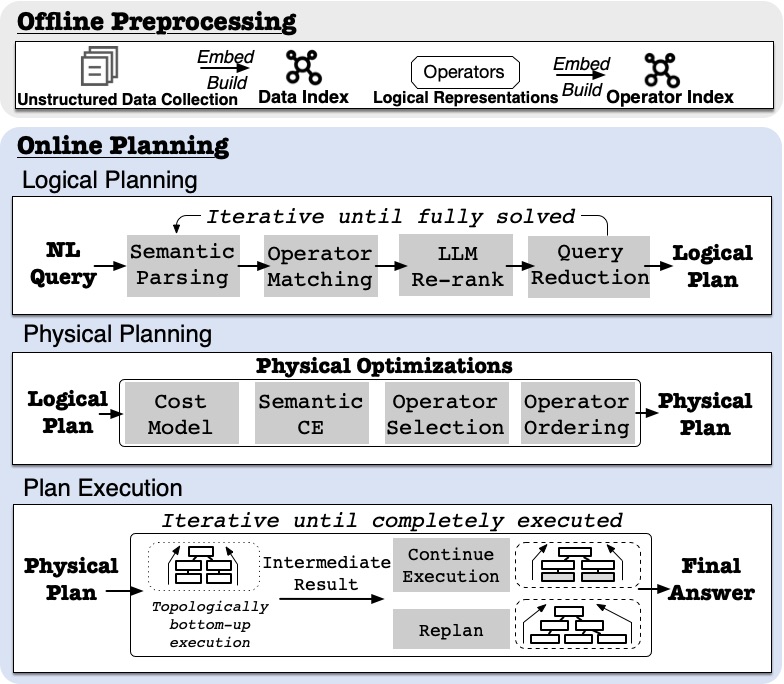 Offline Preprocessing
Embed
Build
Unstructured Data Collection
Data Index
Operators
Logical Representations
Embed
Build
Operator Index
Online Planning
Logical Planning
Iterative until fully solved
NL
Query
Semantic
Parsing
Operator
Matching
LLM
Re-rank
Query
Reduction
Logical
Plan
Physical Planning
Physical Optimizations
Logical
Plan
Cost
Model
Semantic
CE
Operator
Selection
Operator
Ordering
Physical
Plan
Plan Execution
Iterative until completely executed
Physical
Plan
Topologically
bottom-up
execution
Intermediate
Result
Continue
Execution
Replan
Final
Answer